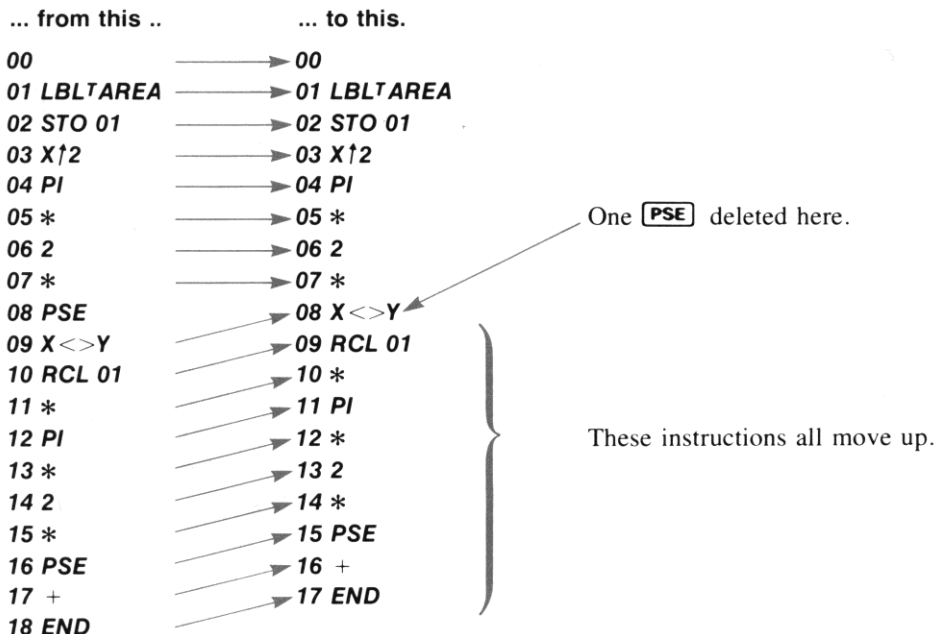 ... from this .. ... to this.
00 00
01 LBLᵀAREA 01 LBLᵀAREA
02 STO 01 02 STO 01
03 X↑2 03 X↑2
04 PI 04 PI
05 * 05 * One PSE deleted here.
06 2 06 2
07 * 07 *
08 PSE 08 X<>Y
09 X<>Y 09 RCL 01
10 RCL 01 10 *
11 * 11 PI
12 PI 12 * These instructions all move up.
13 * 13 2
14 2 14 *
15 * 15 PSE
16 PSE 16 +
17 + 17 END
18 END